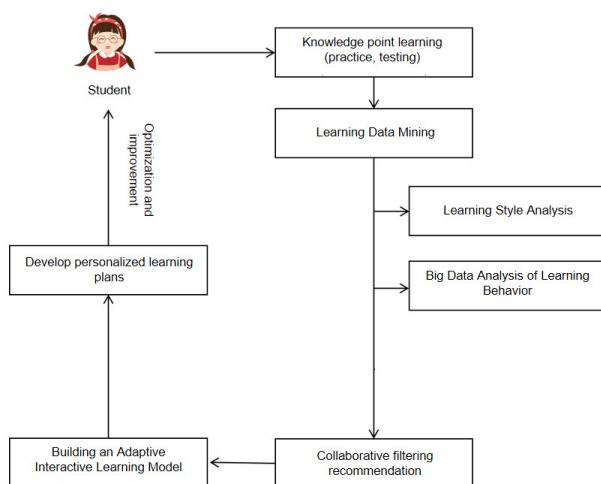 Knowledge point learning
(practice, testing)
Student
Learning Data Mining
Optimization and
improvement
Learning Style Analysis
Develop personalized learning
plans
Big Data Analysis of Learning
Behavior
Building an Adaptive
Interactive Learning Model
Collaborative filtering
recommendation